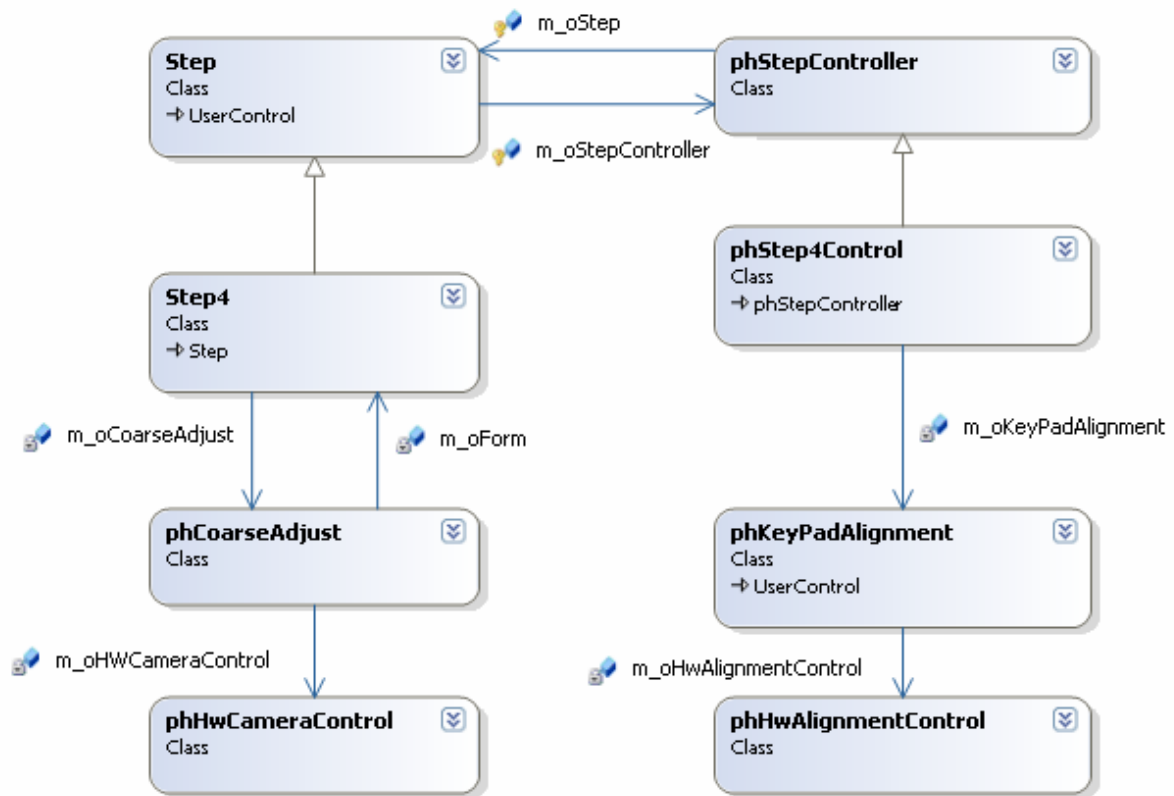 m_oStep
Step
Class
UserControl
phStepController
Class
m_oStepController
Step4
Class
Step
phStep4Control
Class
phStepController
m_oCoarseAdjust
m_oForm
m_oKeyPadAlignment
phCoarseAdjust
Class
phKeyPadAlignment
Class
UserControl
m_oHWCameraControl
m_oHwAlignmentControl
phHwCameraControl
Class
phHwAlignmentControl
Class